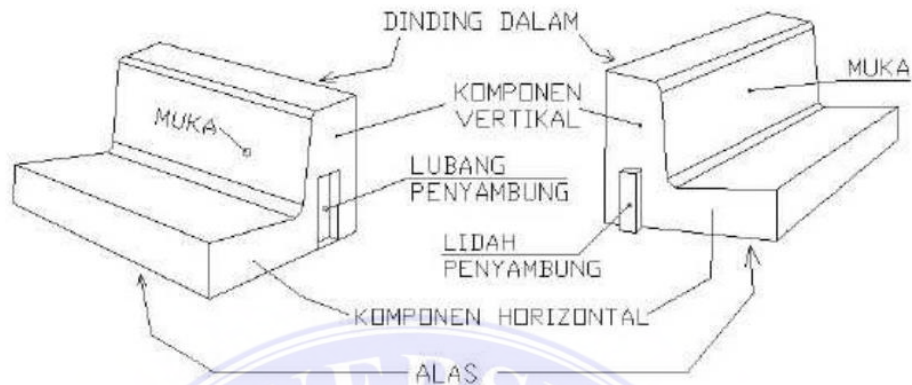 DINDING DALAM
MUKA
KOMPONEN
VERTIKAL
MUKA
LUBANG
PENYAMBUNG
LIDAH
PENYAMBUNG
KOMPONEN HORIZONTAL
ALAS